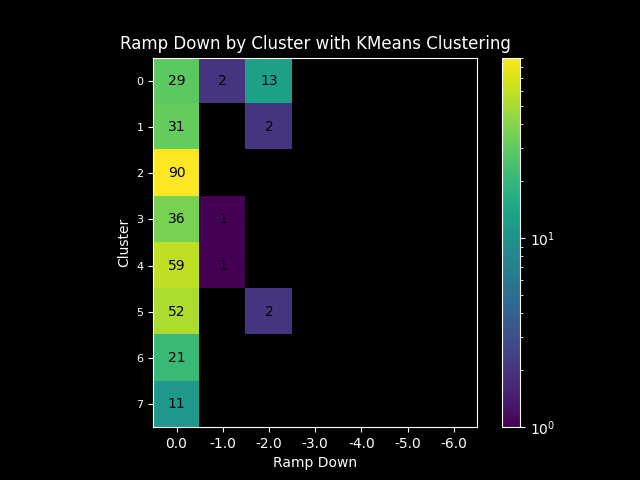 Ramp Down by Cluster with KMeans Clustering
0 29 2 13
1 31 2
2 90
3 36 1
4 59 1
5 52 2
6 21
7 11
0.0 -1.0 -2.0 -3.0 -4.0 -5.0 -6.0
Ramp Down
Cluster
10¹
10⁰